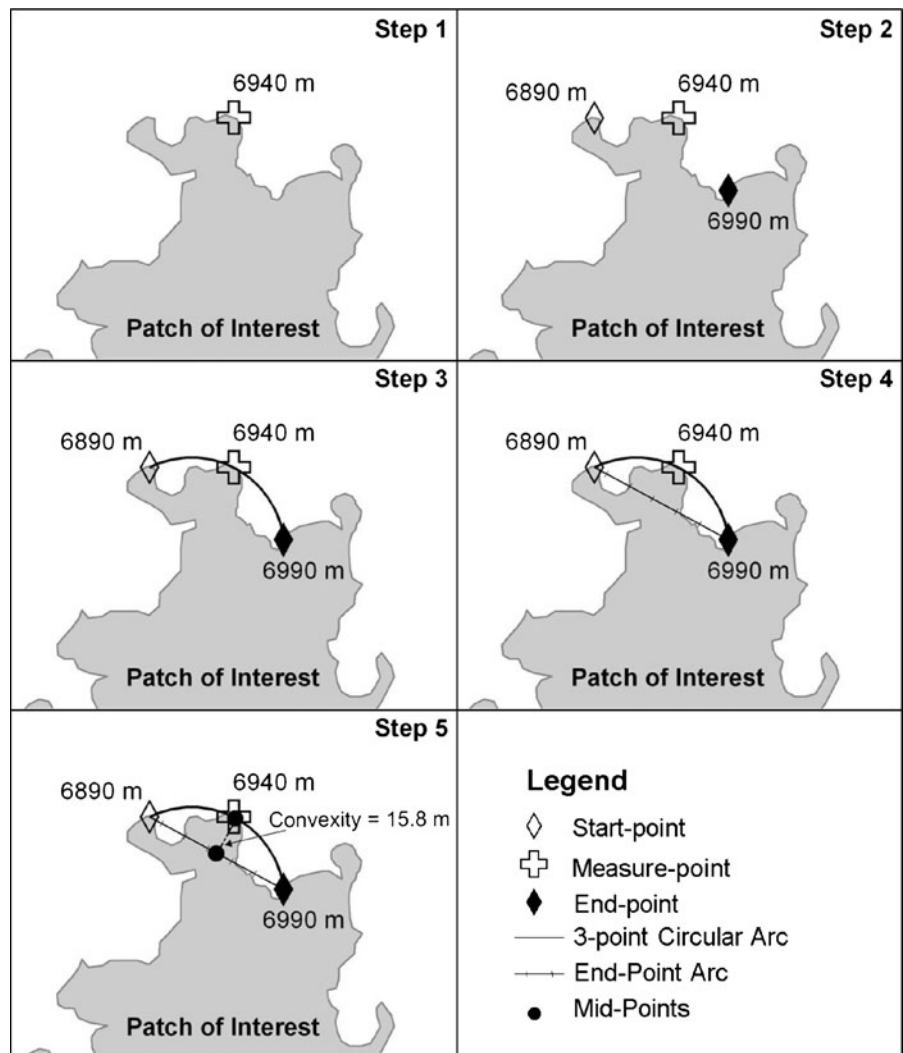 Step 1
6940 m
Patch of Interest
Step 2
6890 m
6940 m
6990 m
Patch of Interest
Step 3
6890 m
6940 m
6990 m
Patch of Interest
Step 4
6890 m
6940 m
6990 m
Patch of Interest
Step 5
6890 m
6940 m
Convexity = 15.8 m
6990 m
Patch of Interest
Legend
Start-point
Measure-point
End-point
3-point Circular Arc
End-Point Arc
Mid-Points